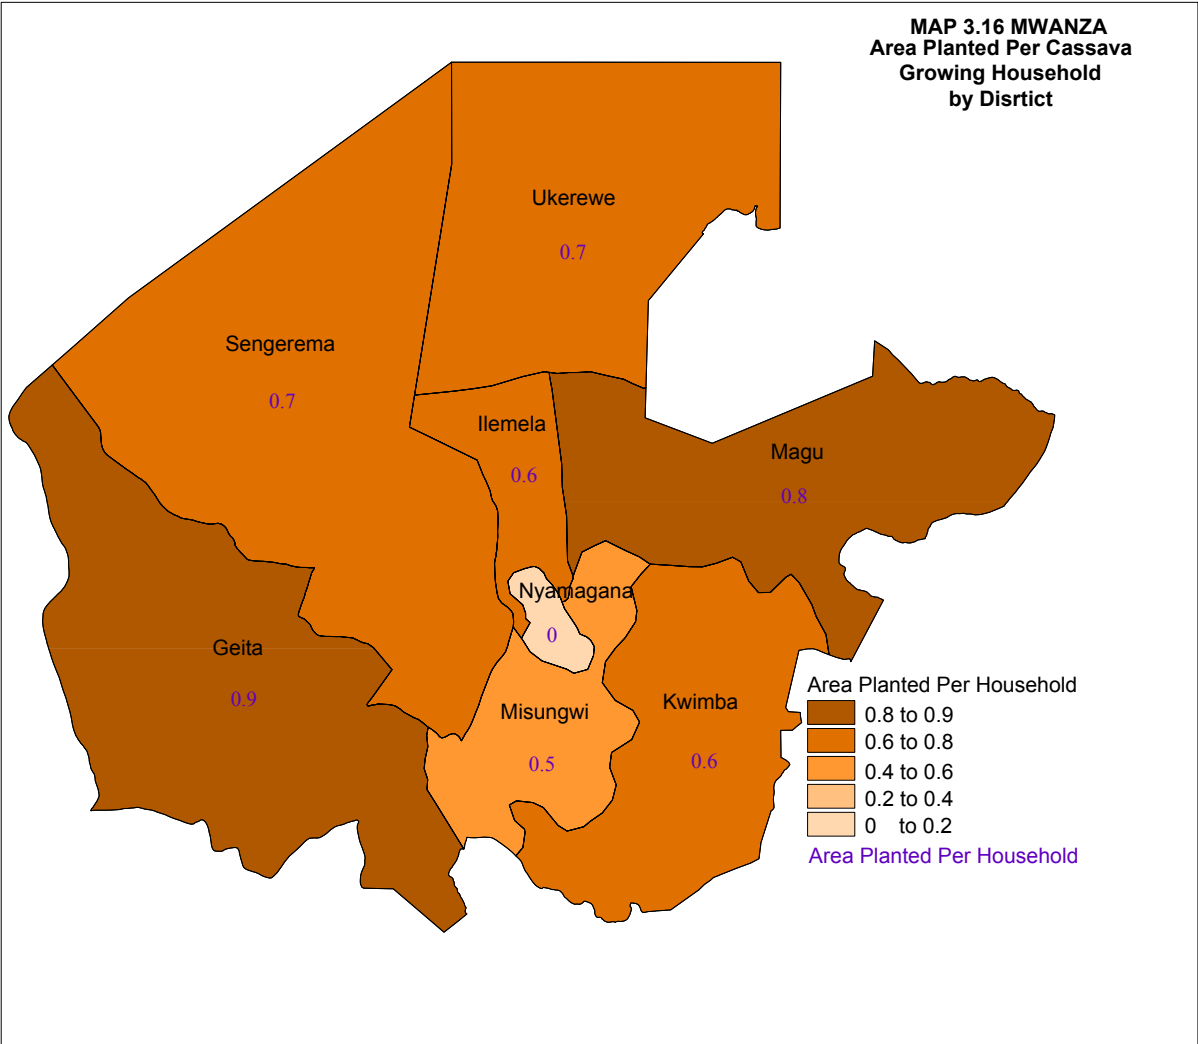 MAP 3.16 MWANZA
Area Planted Per Cassava
Growing Household
by Disrtict
Ukerewe
0.7
Sengerema
0.7
Ilemela
0.6
Magu
0.8
Nyamagana
0
Geita
0.9
Misungwi
0.5
Kwimba
0.6
Area Planted Per Household
0.8 to 0.9
0.6 to 0.8
0.4 to 0.6
0.2 to 0.4
0 to 0.2
Area Planted Per Household